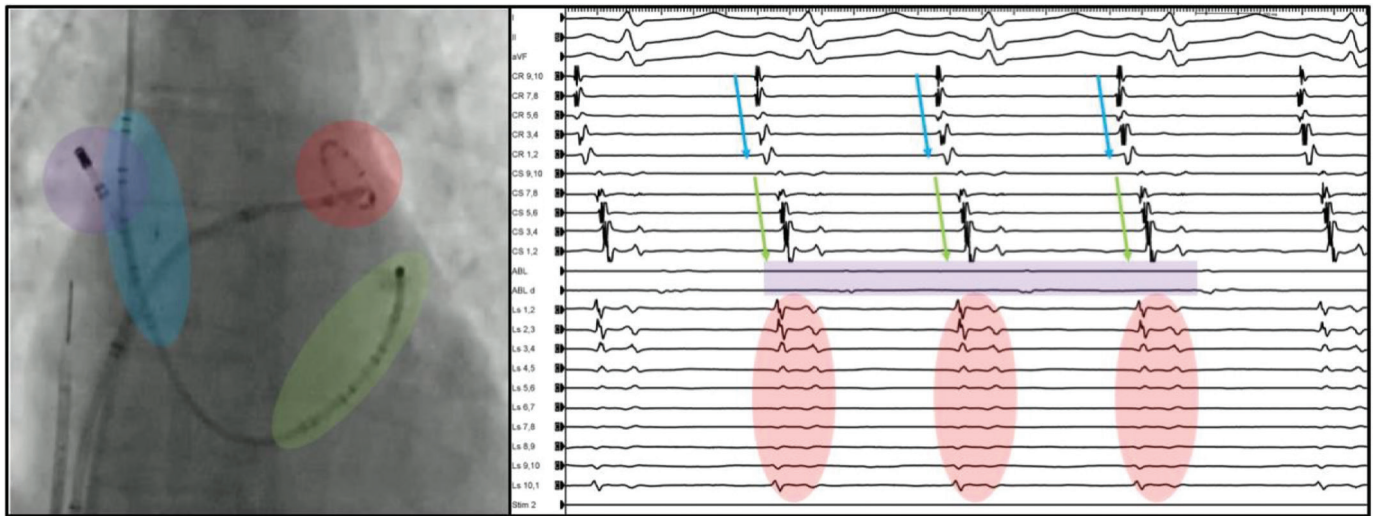 I
II
aVF
CR 9,10
CR 7,8
CR 5,6
CR 3,4
CR 1,2
CS 9,10
CS 7,8
CS 5,6
CS 3,4
CS 1,2
ABL
ABL d
Ls 1,2
Ls 2,3
Ls 3,4
Ls 4,5
Ls 5,6
Ls 6,7
Ls 7,8
Ls 8,9
Ls 9,10
Ls 10,1
Stim 2